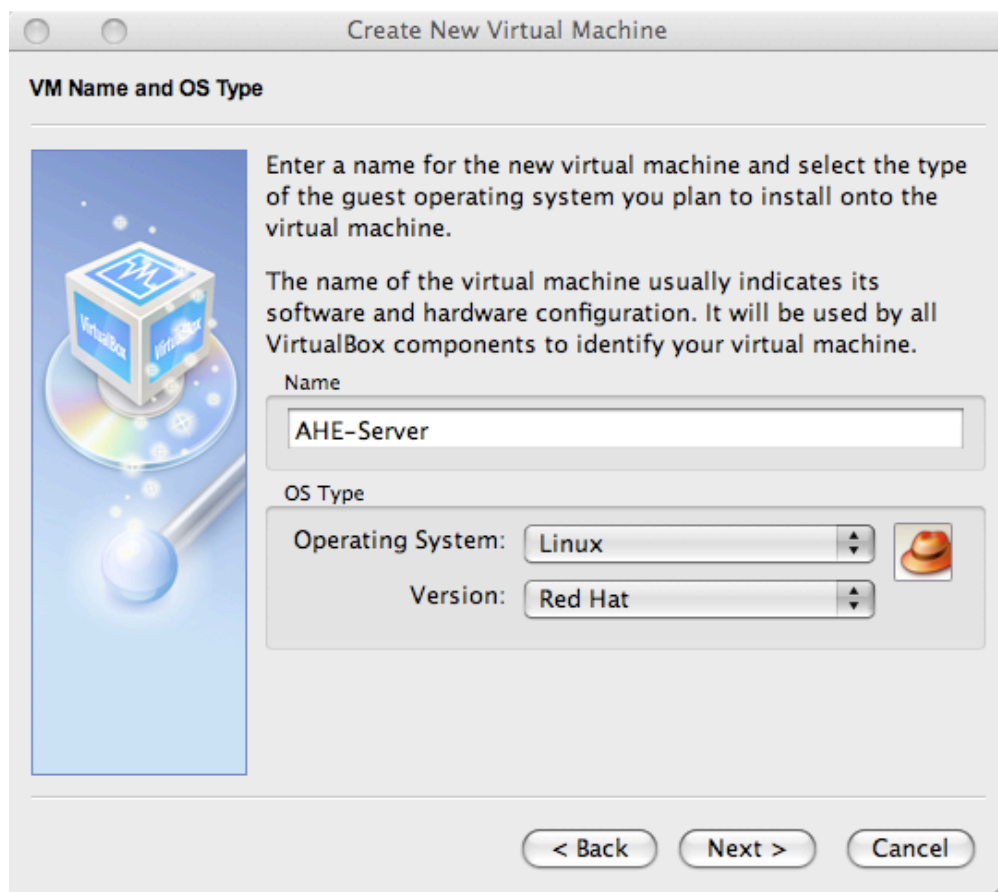 Create New Virtual Machine
VM Name and OS Type
Enter a name for the new virtual machine and select the type
of the guest operating system you plan to install onto the
virtual machine.
The name of the virtual machine usually indicates its
software and hardware configuration. It will be used by all
VirtualBox components to identify your virtual machine.
VM
VirtualBox
VirtualBox
Name
AHE-Server
OS Type
Operating System: Linux
Version: Red Hat
< Back Next > Cancel